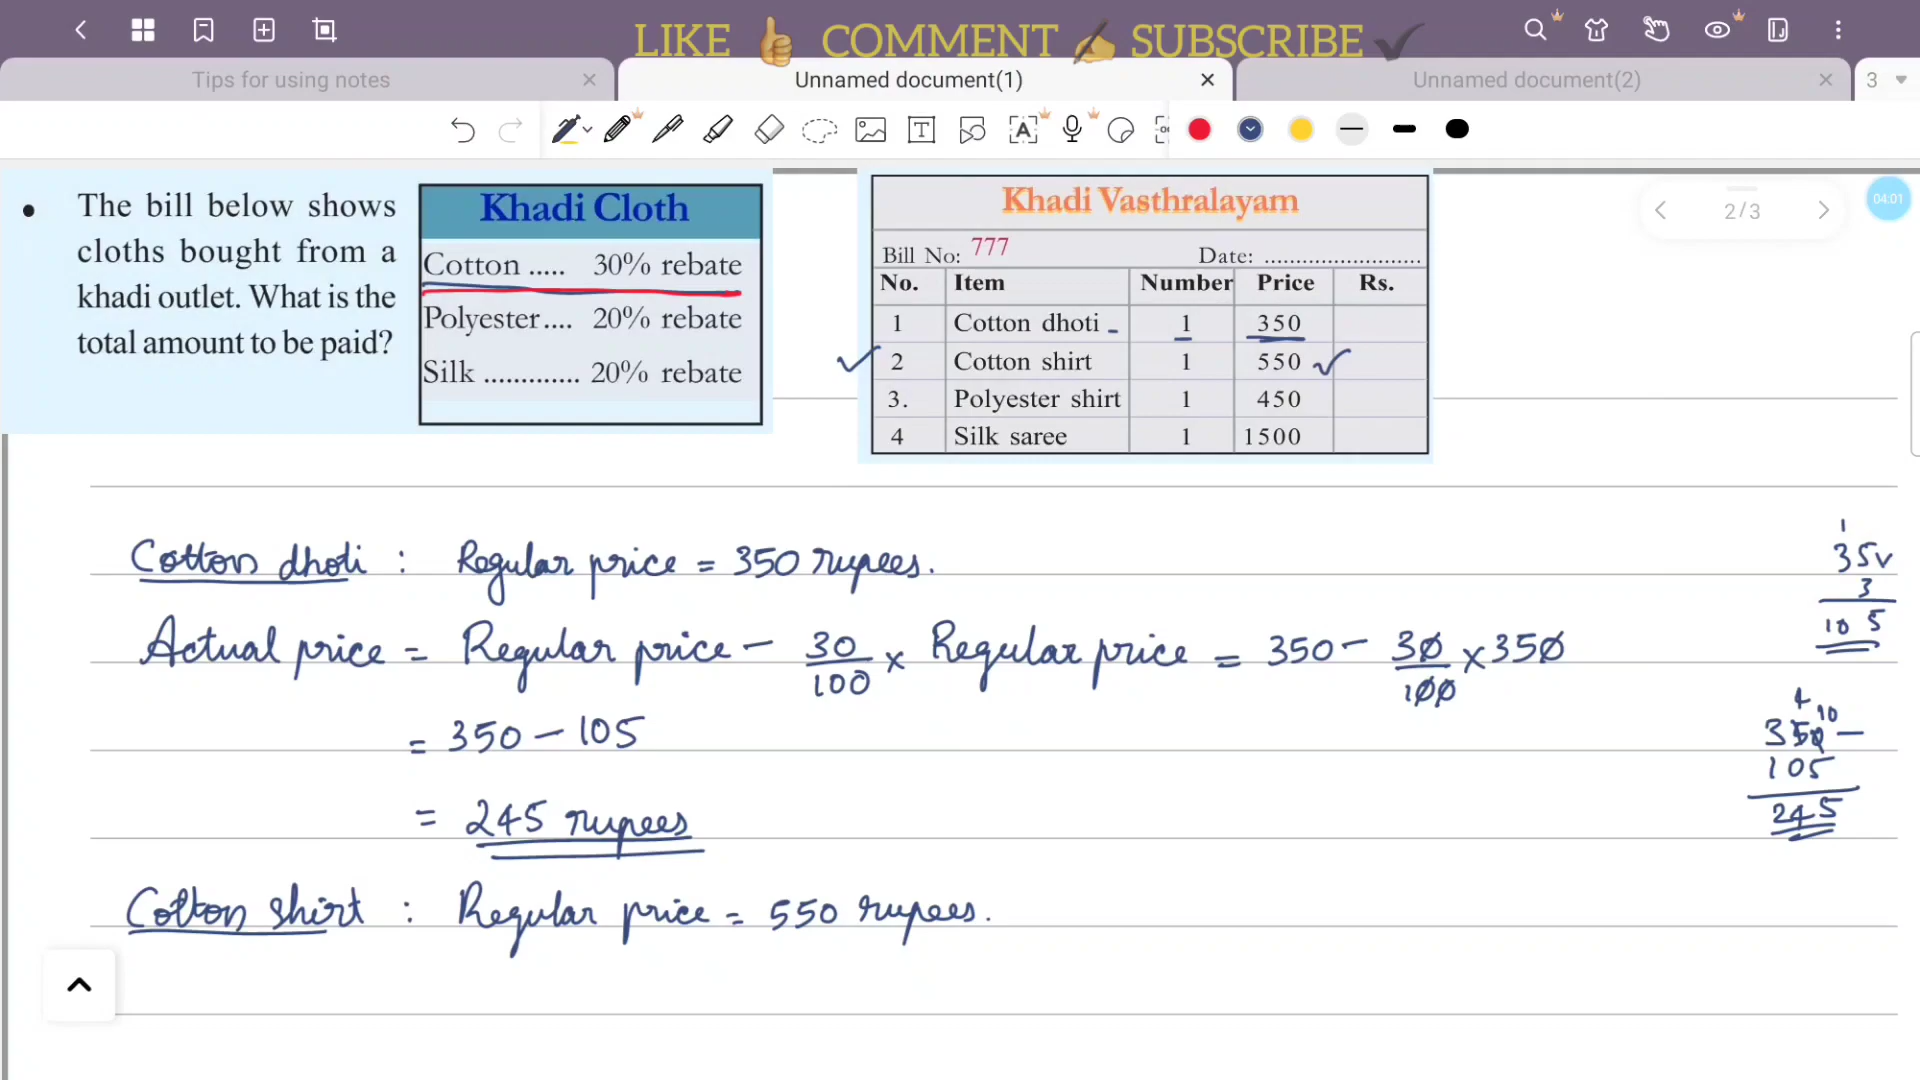 LIKE 👍 COMMENT ✍ SUBSCRIBE ✔
Tips for using notes
Unnamed document(1)
Unnamed document(2)
3
2/3
04:01
• The bill below shows
cloths bought from a
khadi outlet. What is the
total amount to be paid?
Khadi Cloth
Cotton ..... 30% rebate
Polyester.... 20% rebate
Silk ............. 20% rebate
Khadi Vasthralayam
Bill No: 777 Date: ........................
No. Item Number Price Rs.
1 Cotton dhoti 1 350
2 Cotton shirt 1 550
3. Polyester shirt 1 450
4 Silk saree 1 1500
Cotton dhoti : Regular price = 350 rupees.
Actual price = Regular price - 30/100 × Regular price = 350 - 30/100 × 350
= 350 - 105
= 245 rupees
Cotton shirt : Regular price = 550 rupees.
1
35
3
105
4 10
350 -
105
245